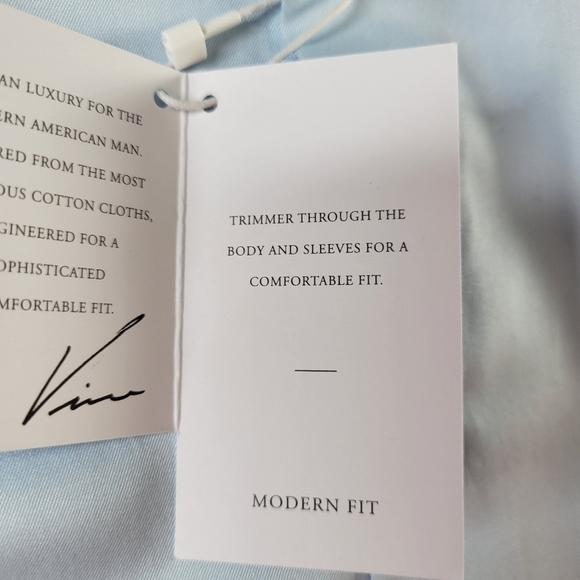 AN LUXURY FOR THE
ERN AMERICAN MAN.
RED FROM THE MOST
OUS COTTON CLOTHS,
GINEERED FOR A
OPHISTICATED
MFORTABLE FIT.
TRIMMER THROUGH THE
BODY AND SLEEVES FOR A
COMFORTABLE FIT.
MODERN FIT